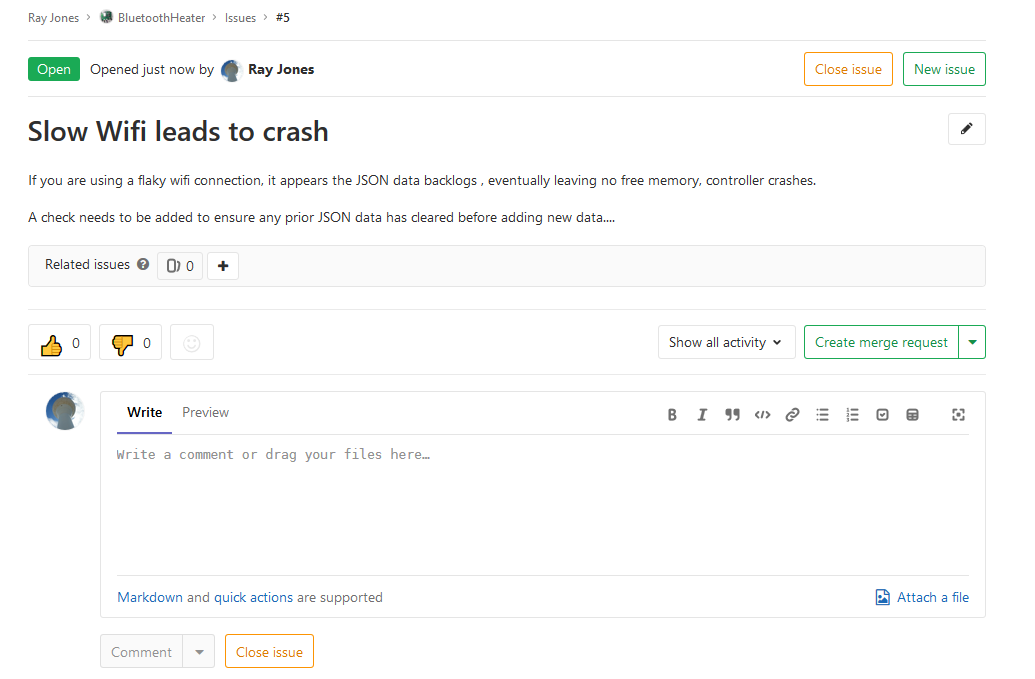 Ray Jones > BluetoothHeater > Issues > #5
Open Opened just now by Ray Jones Close issue New issue
Slow Wifi leads to crash
If you are using a flaky wifi connection, it appears the JSON data backlogs , eventually leaving no free memory, controller crashes.
A check needs to be added to ensure any prior JSON data has cleared before adding new data....
Related issues ? 0 +
0 0 Show all activity Create merge request
Write Preview B I
Write a comment or drag your files here…
Markdown and quick actions are supported Attach a file
Comment Close issue